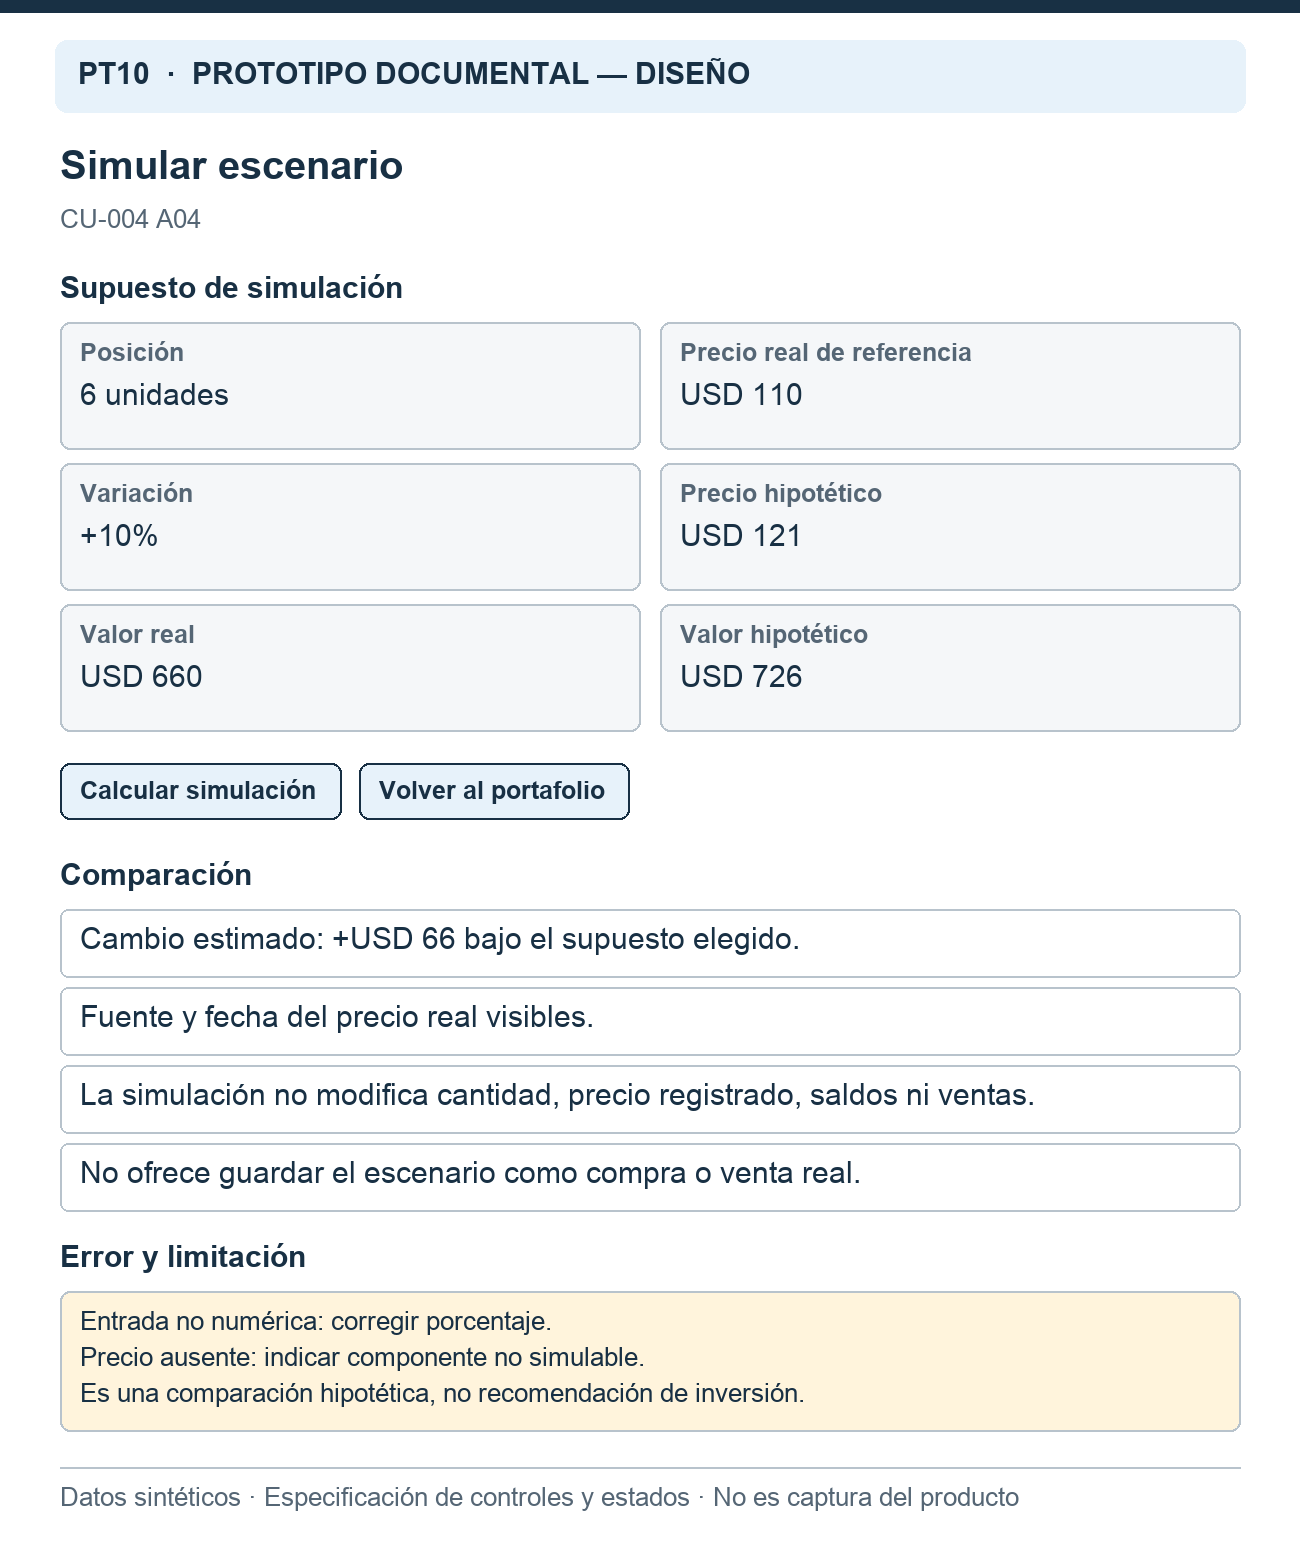 PT10 · PROTOTIPO DOCUMENTAL — DISEÑO
Simular escenario
CU-004 A04
Supuesto de simulación
Posición
6 unidades
Precio real de referencia
USD 110
Variación
+10%
Precio hipotético
USD 121
Valor real
USD 660
Valor hipotético
USD 726
Calcular simulación
Volver al portafolio
Comparación
Cambio estimado: +USD 66 bajo el supuesto elegido.
Fuente y fecha del precio real visibles.
La simulación no modifica cantidad, precio registrado, saldos ni ventas.
No ofrece guardar el escenario como compra o venta real.
Error y limitación
Entrada no numérica: corregir porcentaje.
Precio ausente: indicar componente no simulable.
Es una comparación hipotética, no recomendación de inversión.
Datos sintéticos · Especificación de controles y estados · No es captura del producto